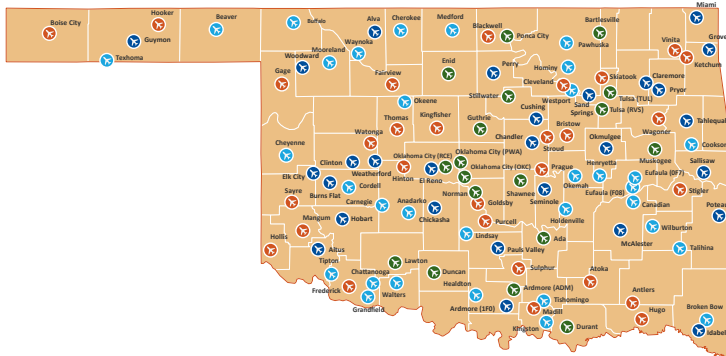 Miami
Hooker
Beaver
Buffalo
Alva
Cherokee
Medford
Blackwell
Ponca City
Bartlesville
Boise City
Guymon
Waynoka
Pawhuska
Vinita
Grove
Texhoma
Woodward
Mooreland
Enid
Perry
Hominy
Ketchum
Gage
Fairview
Cleveland
Skiatook
Claremore
Okeene
Stillwater
Westport
Sand
Springs
Tulsa (TUL)
Pryor
Cushing
Tulsa (RVS)
Thomas
Kingfisher
Guthrie
Bristow
Wagoner
Tahlequah
Watonga
Chandler
Stroud
Okmulgee
Cookson
Cheyenne
Oklahoma City (RCE)
Oklahoma City (PWA)
Muskogee
Clinton
Weatherford
Hinton
El Reno
Oklahoma City (OKC)
Prague
Henryetta
Eufaula (0F7)
Sallisaw
Elk City
Burns Flat
Cordell
Okemah
Eufaula (F08)
Stigler
Sayre
Carnegie
Anadarko
Norman
Goldsby
Shawnee
Seminole
Canadian
Poteau
Mangum
Hobart
Chickasha
Purcell
Holdenville
Wilburton
Hollis
Altus
Lindsay
Pauls Valley
Ada
McAlester
Talihina
Tipton
Lawton
Duncan
Sulphur
Atoka
Chattanooga
Healdton
Ardmore (ADM)
Antlers
Frederick
Walters
Tishomingo
Grandfield
Ardmore (1F0)
Madill
Hugo
Broken Bow
Kingston
Durant
Idabel